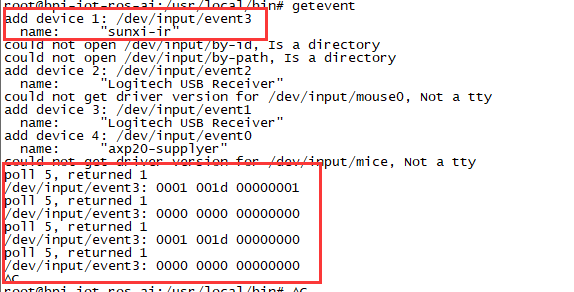 root@bpi-iot-ros-ai:/usr/local/bin# getevent
add device 1: /dev/input/event3
  name:     "sunxi-ir"
could not open /dev/input/by-id, Is a directory
could not open /dev/input/by-path, Is a directory
add device 2: /dev/input/event2
  name:     "Logitech USB Receiver"
could not get driver version for /dev/input/mouse0, Not a tty
add device 3: /dev/input/event1
  name:     "Logitech USB Receiver"
add device 4: /dev/input/event0
  name:     "axp20-supplyer"
could not get driver version for /dev/input/mice, Not a tty
poll 5, returned 1
/dev/input/event3: 0001 001d 00000001
poll 5, returned 1
/dev/input/event3: 0000 0000 00000000
poll 5, returned 1
/dev/input/event3: 0001 001d 00000000
poll 5, returned 1
/dev/input/event3: 0000 0000 00000000
^C
root@bpi-iot-ros-ai:/usr/local/bin# ^C